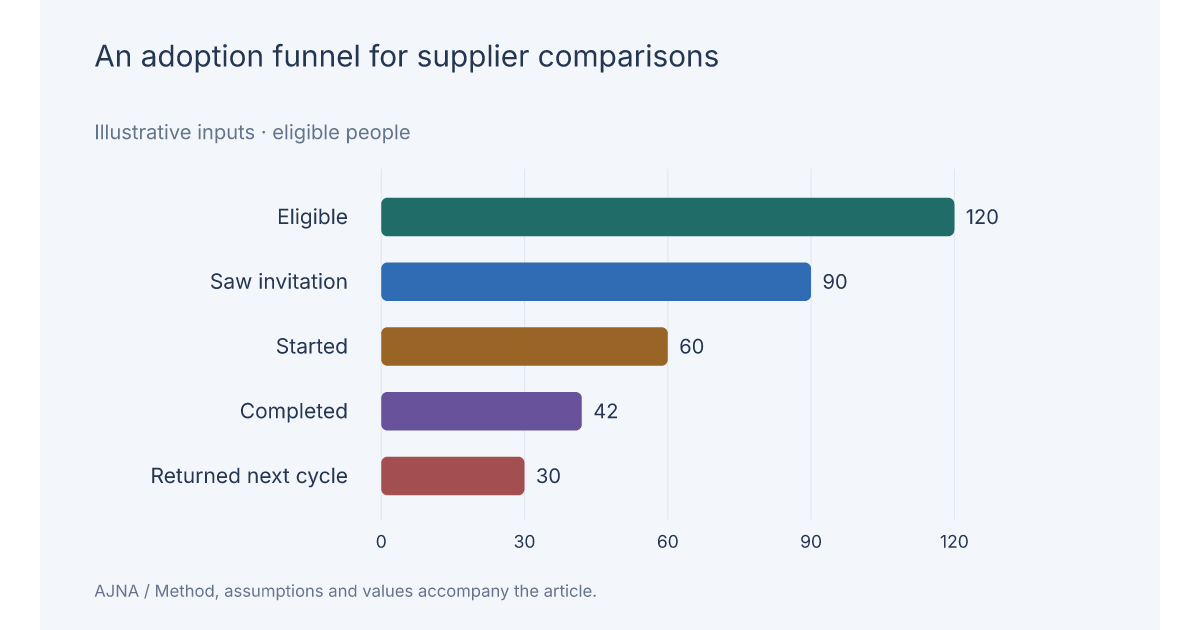 An adoption funnel for supplier comparisons
Illustrative inputs · eligible people
Eligible 120
Saw invitation 90
Started 60
Completed 42
Returned next cycle 30
0 30 60 90 120
AJNA / Method, assumptions and values accompany the article.